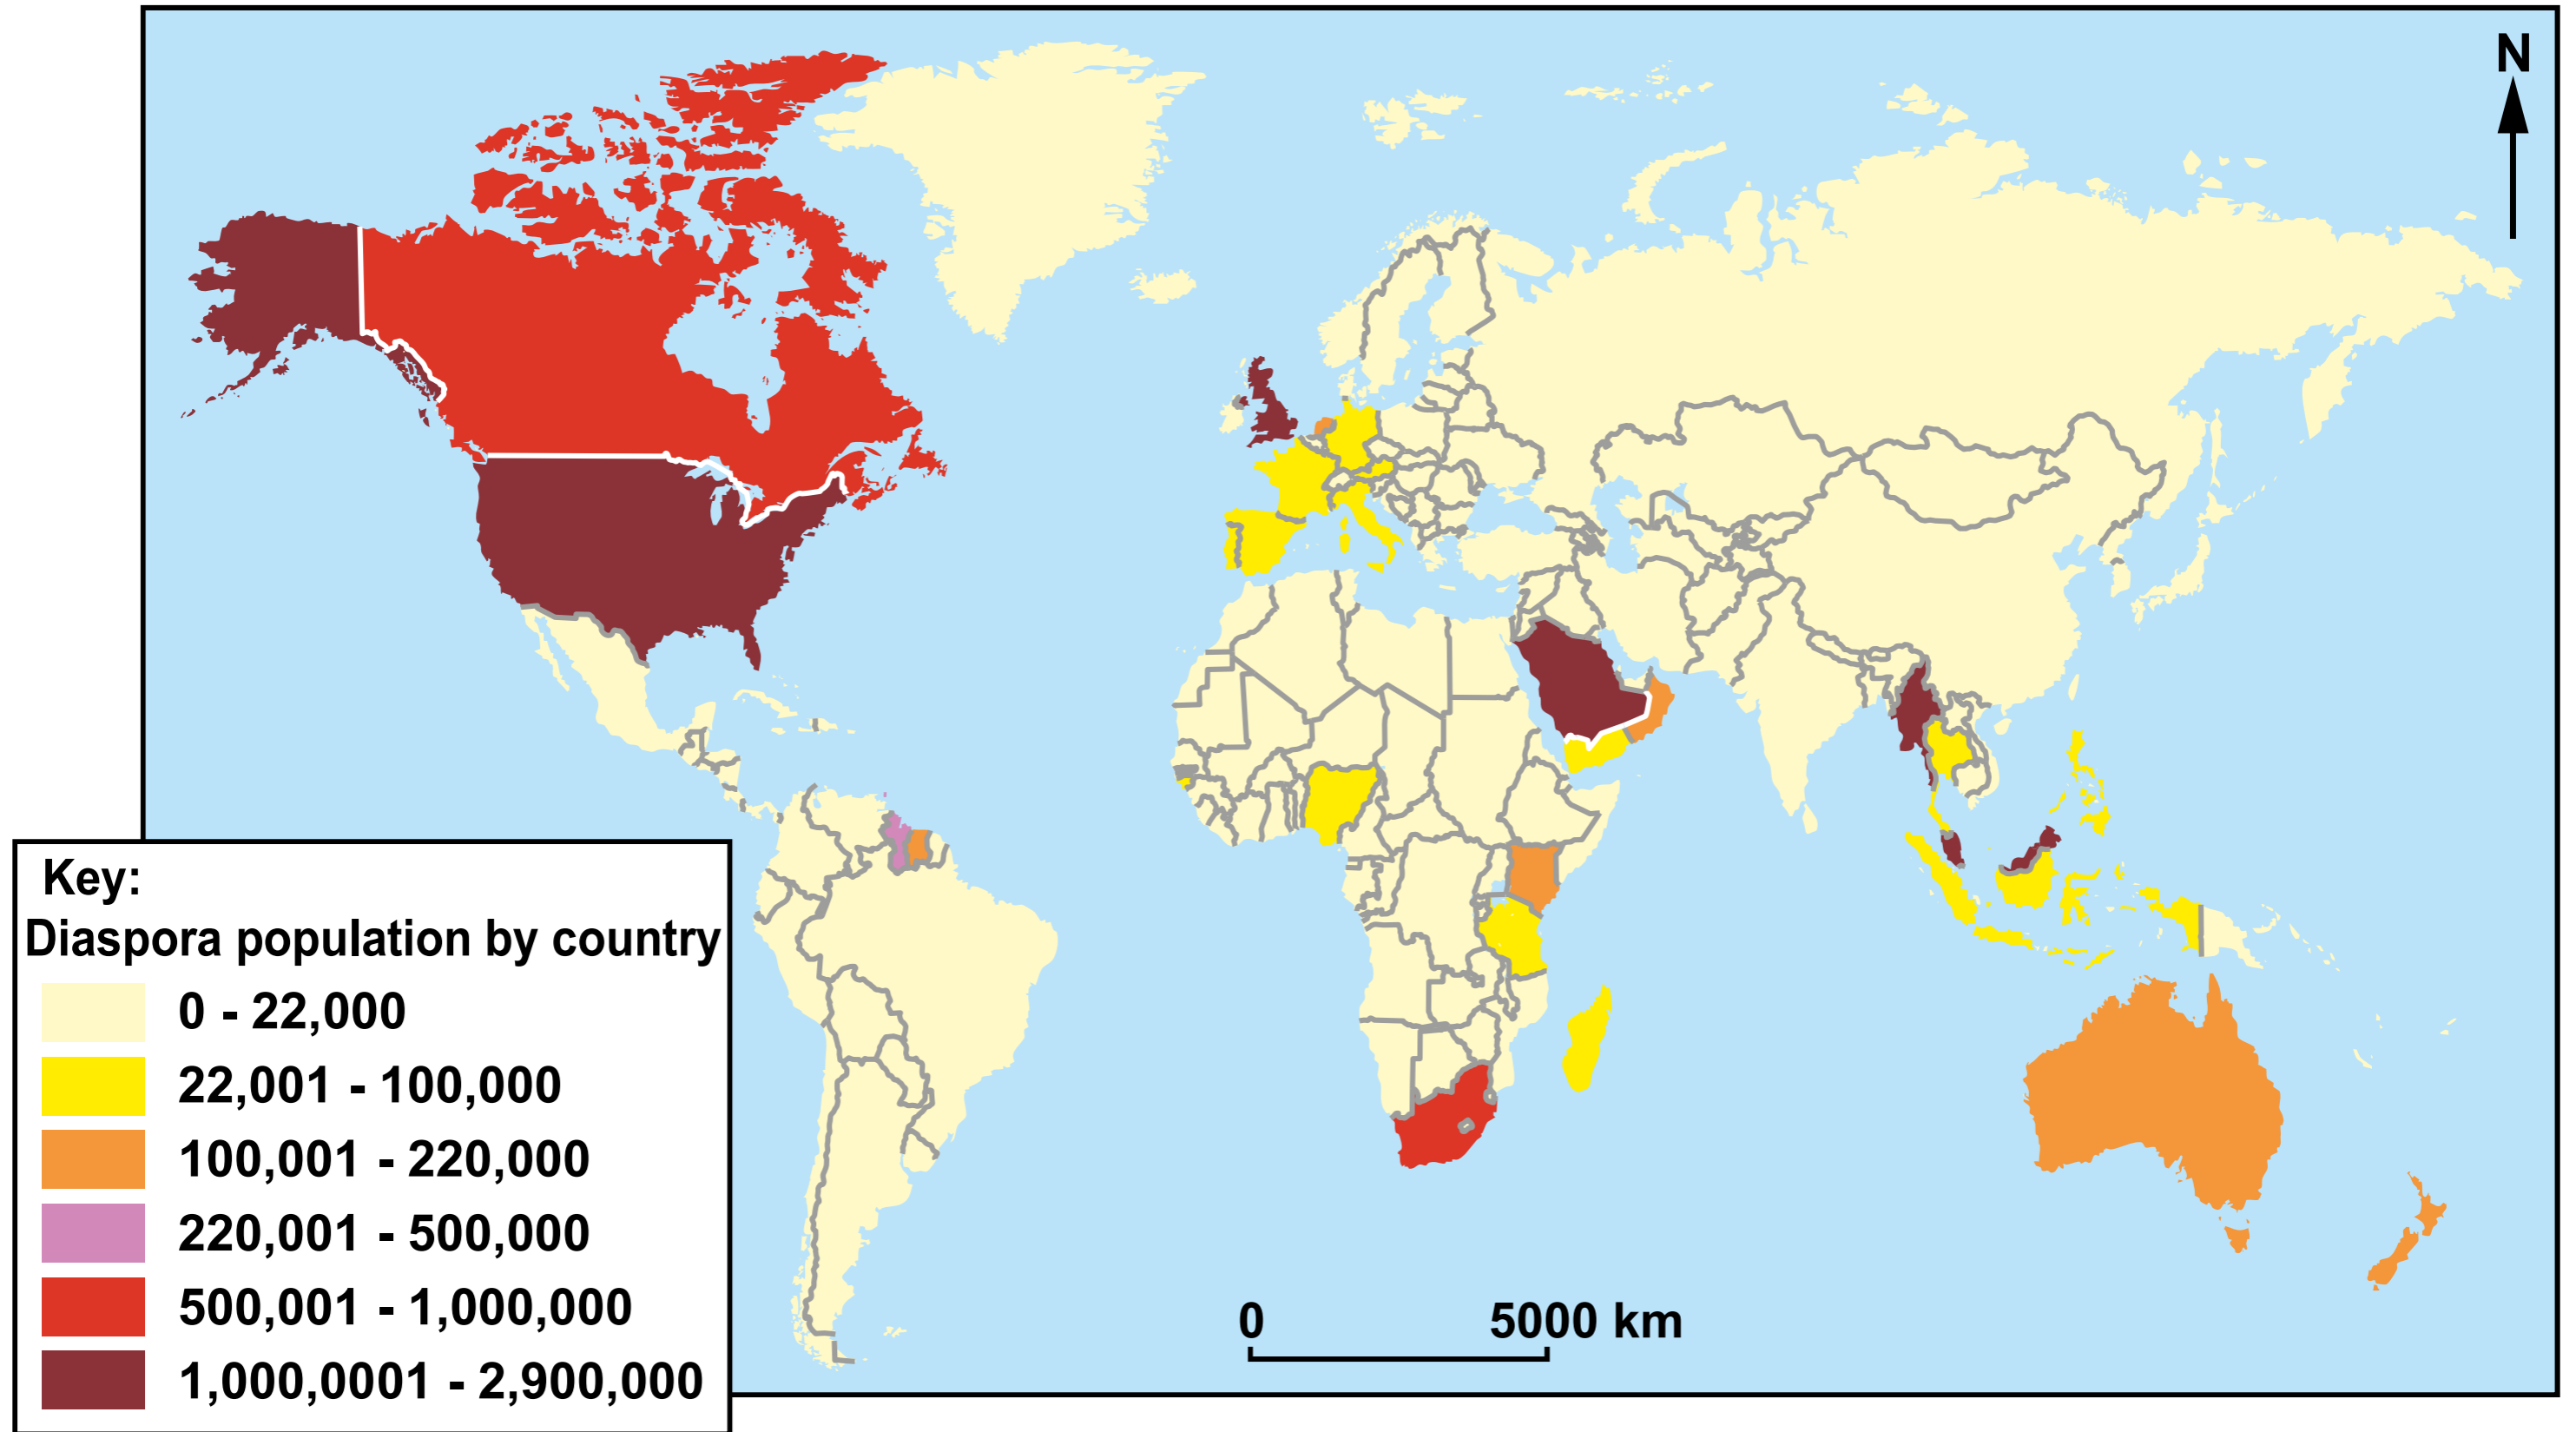 N
Key:
Diaspora population by country
0 - 22,000
22,001 - 100,000
100,001 - 220,000
220,001 - 500,000
500,001 - 1,000,000
1,000,0001 - 2,900,000
0 5000 km